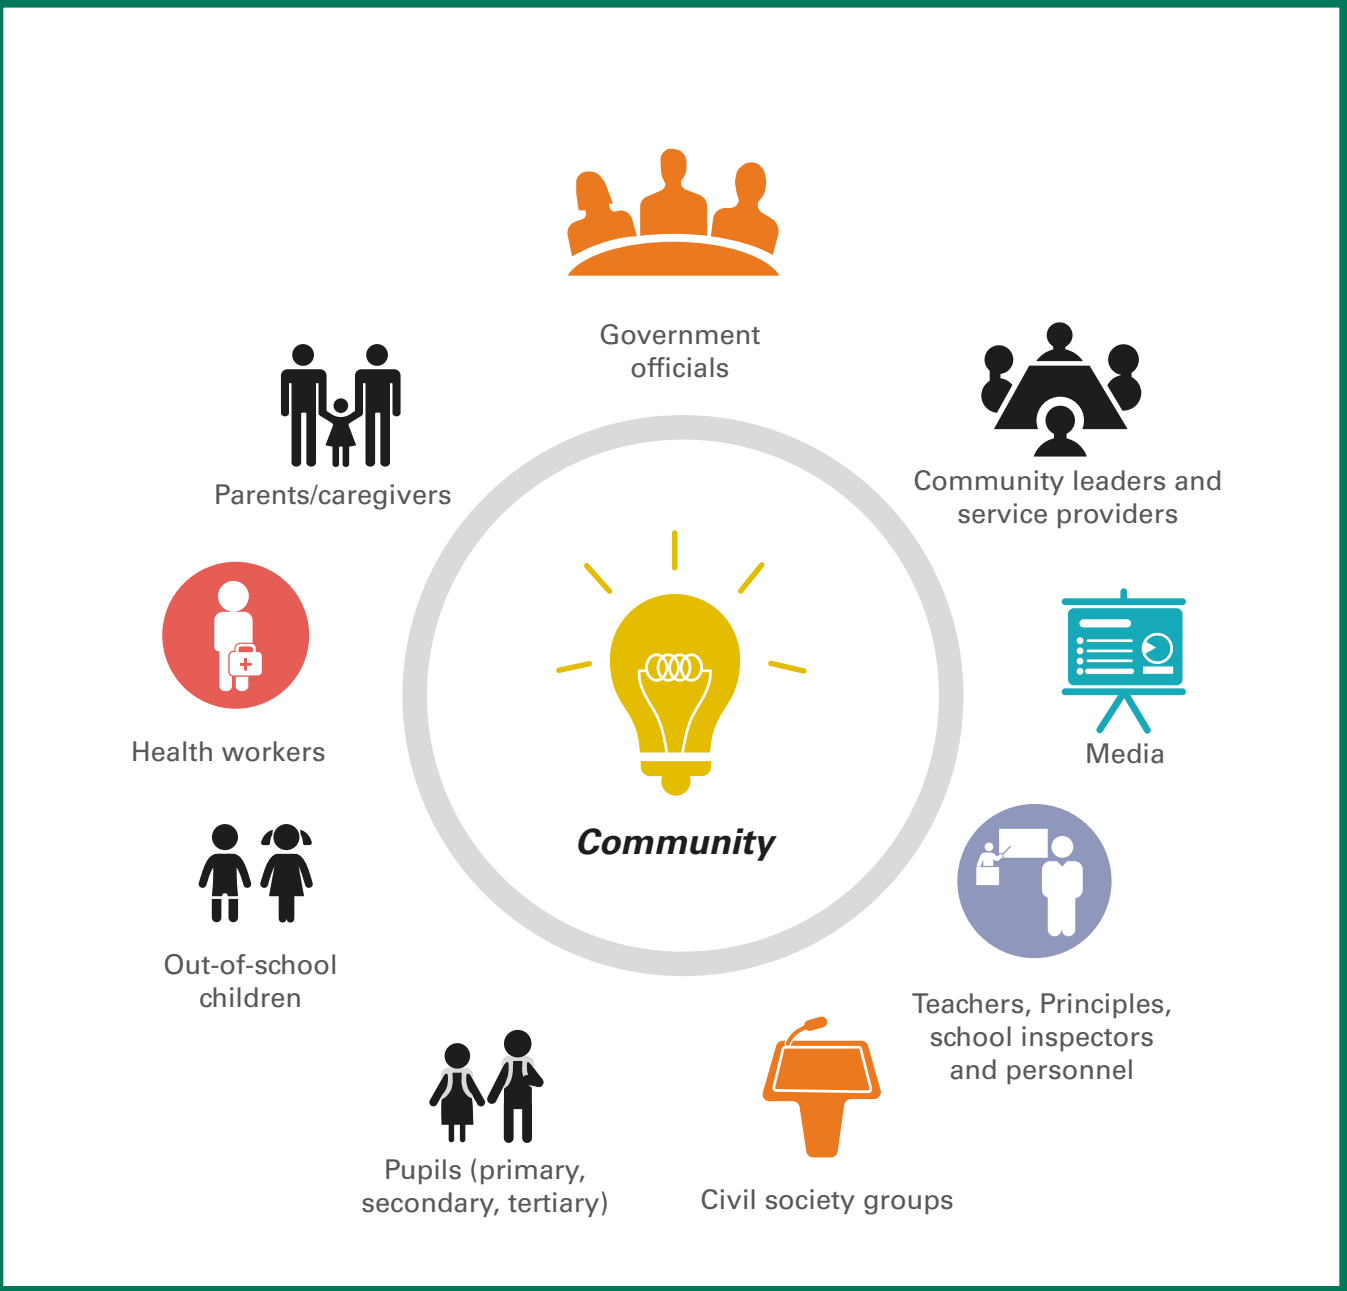 Government
officials
Parents/caregivers
Community leaders and
service providers
Health workers
Media
Community
Out-of-school
children
Teachers, Principles,
school inspectors
and personnel
Pupils (primary,
secondary, tertiary)
Civil society groups